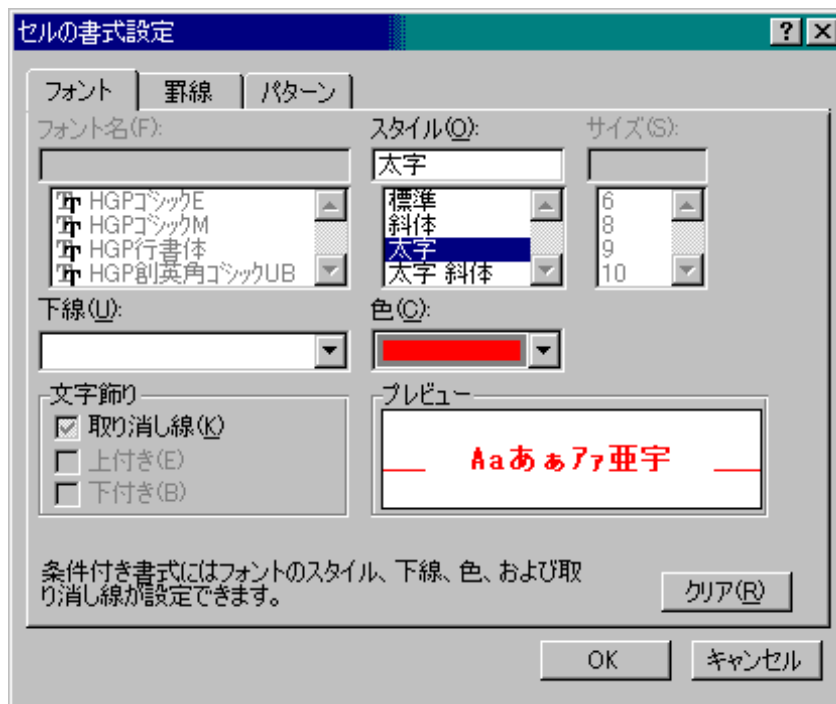 セルの書式設定
フォント 罫線 パターン
フォント名(F): スタイル(O): サイズ(S):
太字
HGPゴシックE 標準 6
HGPゴシックM 斜体 8
HGP行書体 太字 9
HGP創英角ゴシックUB 太字 斜体 10
下線(U): 色(C):
文字飾り プレビュー
取り消し線(K)
上付き(E)
下付き(B)
Aaあぁアァ亜宇
条件付き書式にはフォントのスタイル、下線、色、および取
り消し線が設定できます。
クリア(R)
OK キャンセル